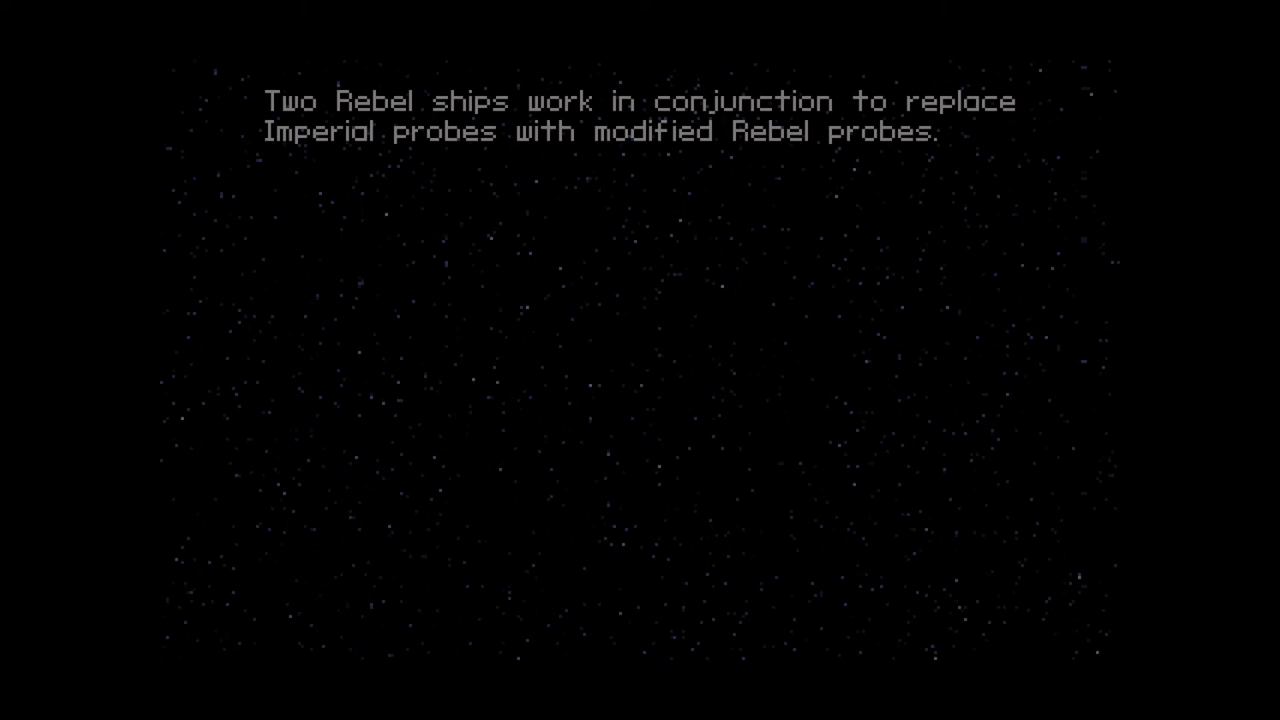 Two Rebel ships work in conjunction to replace
Imperial probes with modified Rebel probes.